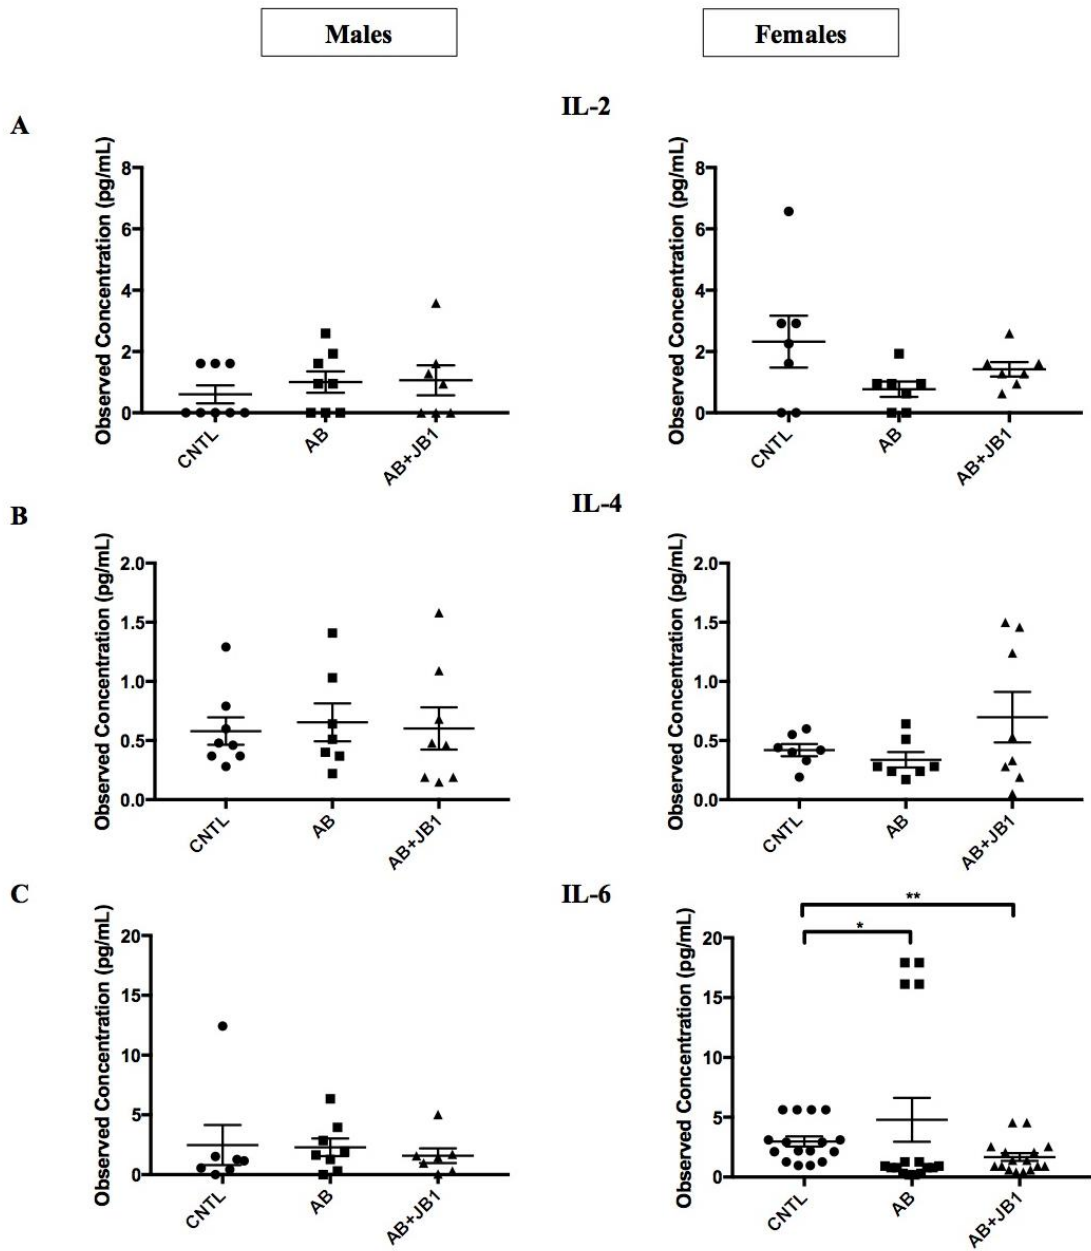 Males
Females
A
IL-2
Observed Concentration (pg/mL)
8
6
4
2
0
CNTL
AB
AB+JB1
Observed Concentration (pg/mL)
8
6
4
2
0
CNTL
AB
AB+JB1
B
IL-4
Observed Concentration (pg/mL)
2.0
1.5
1.0
0.5
0.0
CNTL
AB
AB+JB1
Observed Concentration (pg/mL)
2.0
1.5
1.0
0.5
0.0
CNTL
AB
AB+JB1
C
IL-6
Observed Concentration (pg/mL)
20
15
10
5
0
CNTL
AB
AB+JB1
**
*
Observed Concentration (pg/mL)
20
15
10
5
0
CNTL
AB
AB+JB1